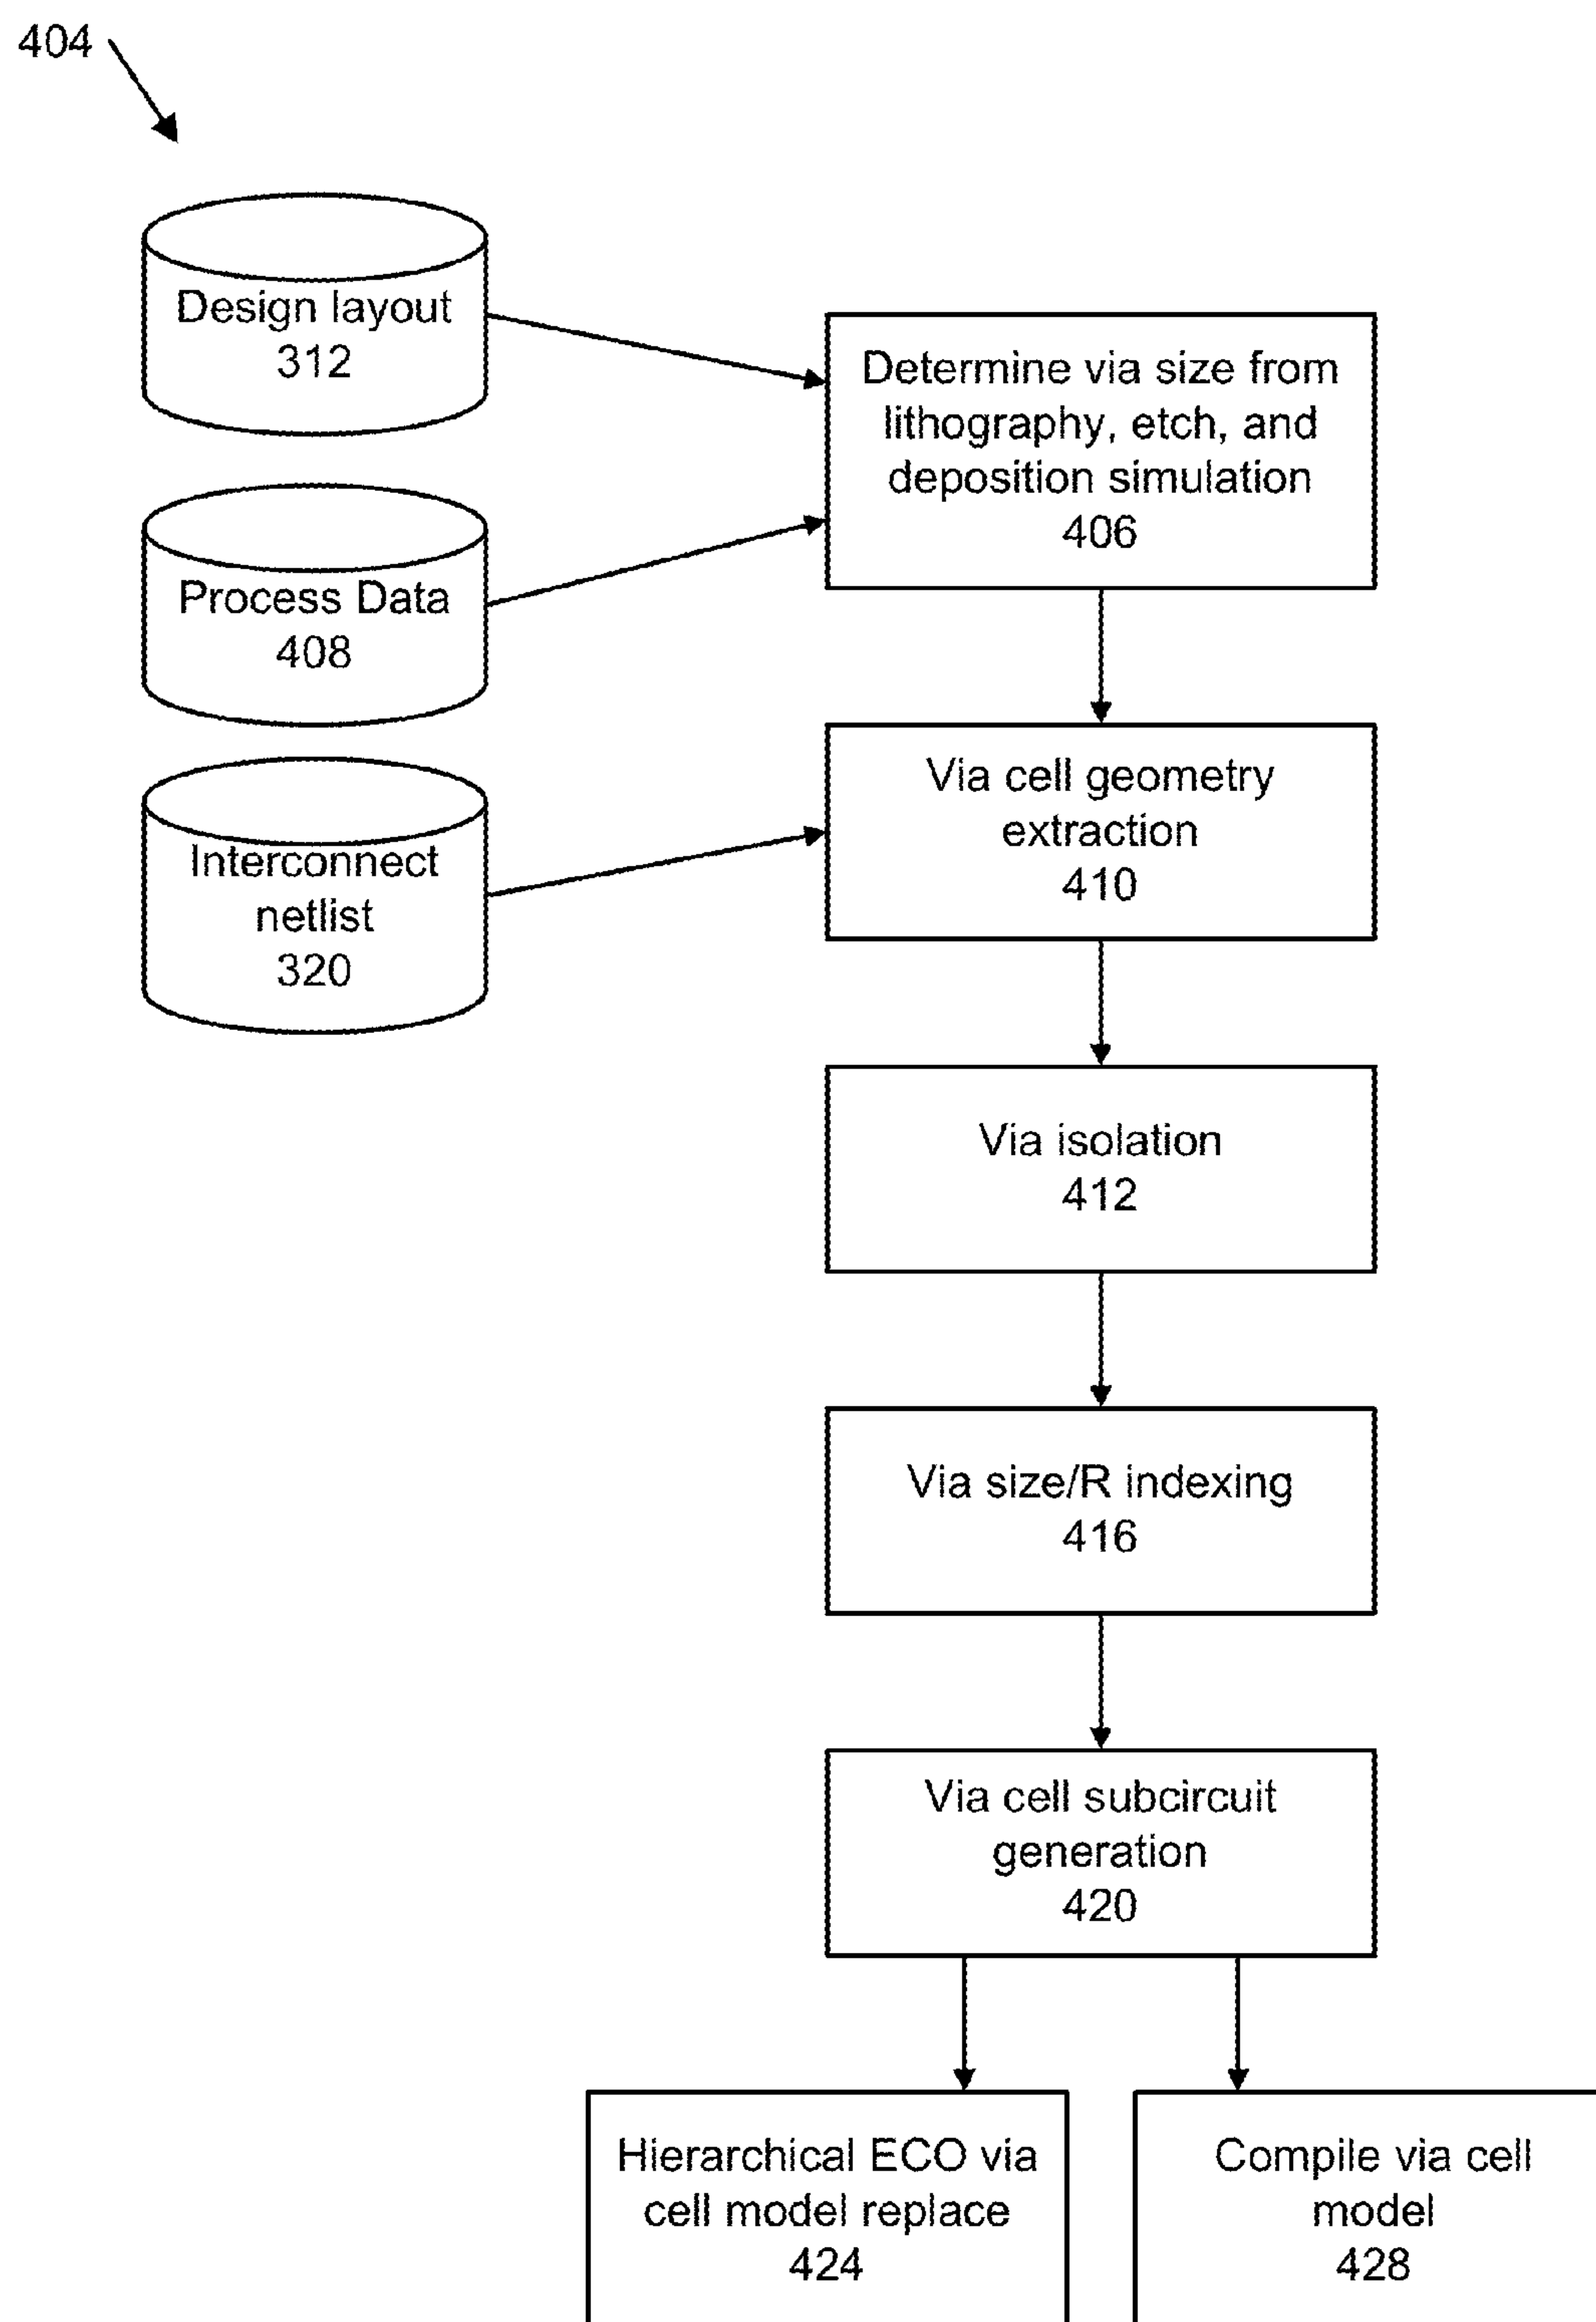 404
Design layout
312
Determine via size from
lithography, etch, and
deposition simulation
406
Process Data
408
Via cell geometry
extraction
410
Interconnect
netlist
320
Via isolation
412
Via size/R indexing
416
Via cell subcircuit
generation
420
Hierarchical ECO via
cell model replace
424
Compile via cell
model
428